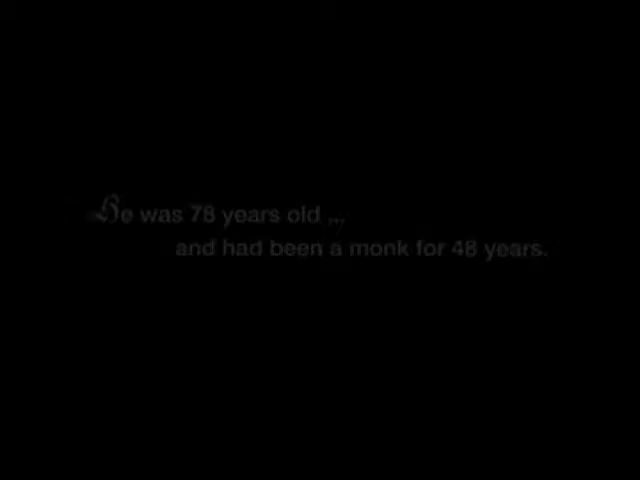 He was 78 years old ...
and had been a monk for 48 years.